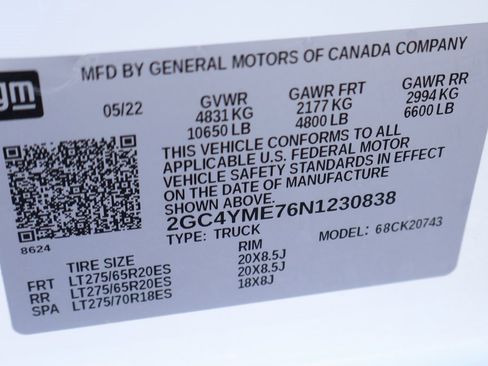 gm
MFD BY GENERAL MOTORS OF CANADA COMPANY
05/22 GVWR GAWR FRT GAWR RR
4831 KG 2177 KG 2994 KG
10650 LB 4800 LB 6600 LB
THIS VEHICLE CONFORMS TO ALL
APPLICABLE U.S. FEDERAL MOTOR
VEHICLE SAFETY STANDARDS IN EFFECT
ON THE DATE OF MANUFACTURE
SHOWN ABOVE.
2GC4YME76N1230838
TYPE: TRUCK MODEL: 68CK20743
8624
TIRE SIZE RIM
FRT LT275/65R20ES 20X8.5J
RR LT275/65R20ES 20X8.5J
SPA LT275/70R18ES 18X8J